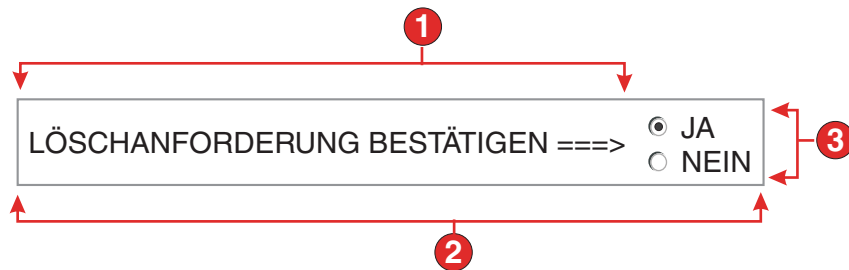 1
LÖSCHANFORDERUNG BESTÄTIGEN ===>
JA
NEIN
3
2